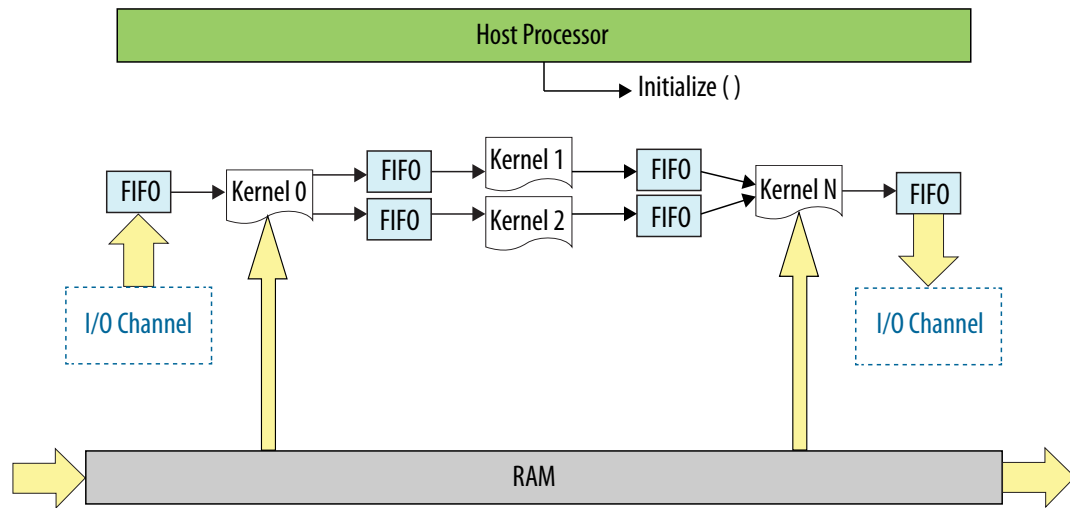 Host Processor
Initialize ( )
FIFO
Kernel 0
FIFO
FIFO
Kernel 1
Kernel 2
FIFO
FIFO
Kernel N
FIFO
I/O Channel
I/O Channel
RAM